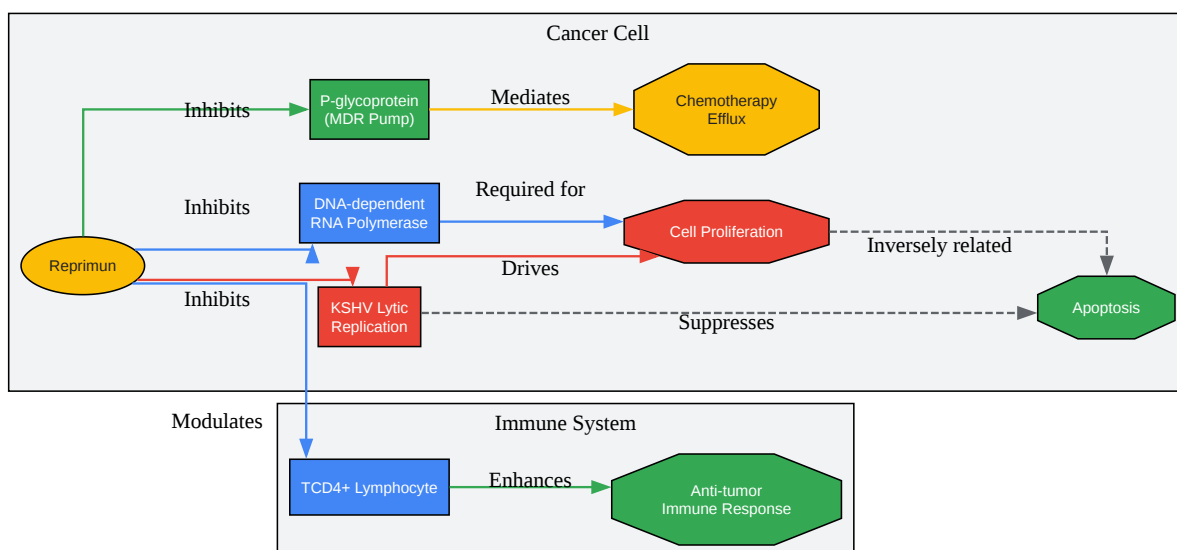 Cancer Cell
P-glycoprotein
(MDR Pump)
Inhibits
Mediates
Chemotherapy
Efflux
DNA-dependent
RNA Polymerase
Inhibits
Required for
Cell Proliferation
Inversely related
Reprimun
Drives
Inhibits
KSHV Lytic
Replication
Suppresses
Apoptosis
Modulates
Immune System
TCD4+ Lymphocyte
Enhances
Anti-tumor
Immune Response